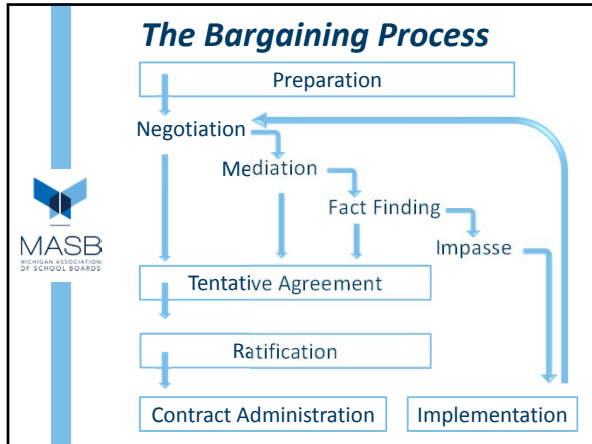 The Bargaining Process
Preparation
Negotiation
Mediation
Fact Finding
Impasse
MASB
MICHIGAN ASSOCIATION
OF SCHOOL BOARDS
Tentative Agreement
Ratification
Contract Administration
Implementation